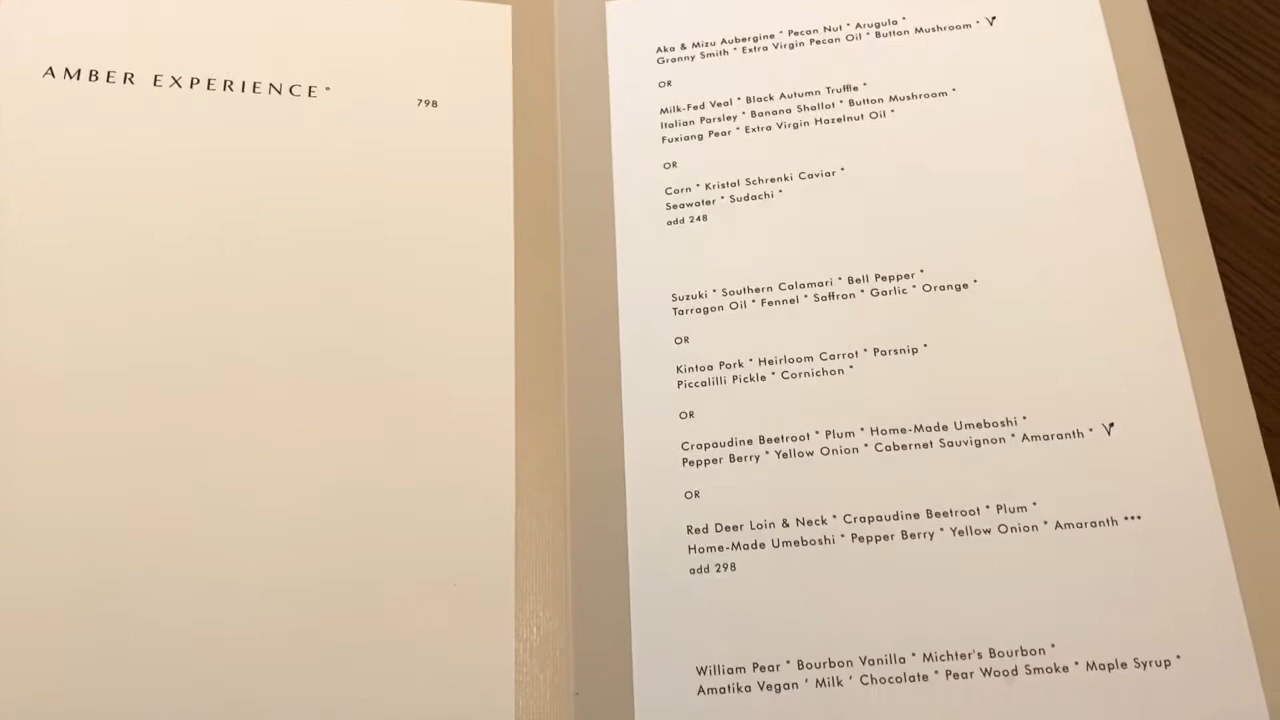 AMBER EXPERIENCE°
798
Aka & Mizu Aubergine ° Pecan Nut ° Arugula °
Granny Smith ° Extra Virgin Pecan Oil ° Button Mushroom ° V
OR
Milk-Fed Veal ° Black Autumn Truffle °
Italian Parsley ° Banana Shallot ° Button Mushroom °
Fuxiang Pear ° Extra Virgin Hazelnut Oil °
OR
Corn ° Kristal Schrenki Caviar °
Seawater ° Sudachi °
add 248
Suzuki ° Southern Calamari ° Bell Pepper °
Tarragon Oil ° Fennel ° Saffron ° Garlic ° Orange °
OR
Kintoa Pork ° Heirloom Carrot ° Parsnip °
Piccalilli Pickle ° Cornichon °
OR
Crapaudine Beetroot ° Plum ° Home-Made Umeboshi °
Pepper Berry ° Yellow Onion ° Cabernet Sauvignon ° Amaranth ° V
OR
Red Deer Loin & Neck ° Crapaudine Beetroot ° Plum °
Home-Made Umeboshi ° Pepper Berry ° Yellow Onion ° Amaranth °°°
add 298
William Pear ° Bourbon Vanilla ° Michter's Bourbon °
Amatika Vegan ‘ Milk ‘ Chocolate ° Pear Wood Smoke ° Maple Syrup °